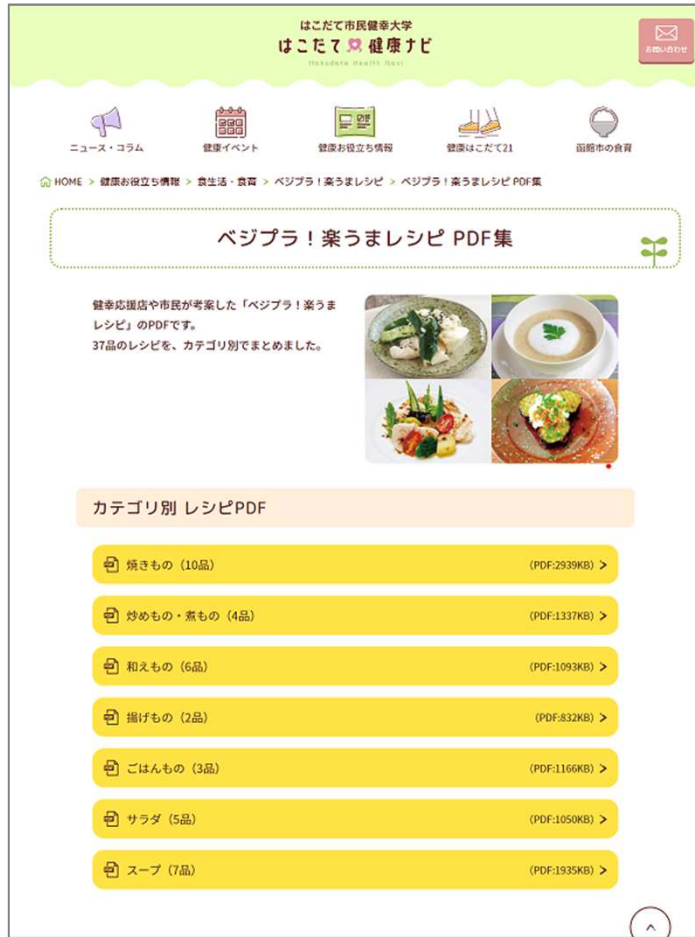 はこだて市民健幸大学
はこだて 健康ナビ
Hakodate Health Navi
お問い合わせ
ニュース・コラム
健康イベント
健康お役立ち情報
健康はこだて21
函館市の食育
HOME > 健康お役立ち情報 > 食生活・食育 > ベジプラ！楽うまレシピ > ベジプラ！楽うまレシピ PDF集
ベジプラ！楽うまレシピ PDF集
健幸応援店や市民が考案した「ベジプラ！楽うま
レシピ」のPDFです。
37品のレシピを、カテゴリ別でまとめました。
カテゴリ別 レシピPDF
焼きもの（10品） (PDF:2939KB) >
炒めもの・煮もの（4品） (PDF:1337KB) >
和えもの（6品） (PDF:1093KB) >
揚げもの（2品） (PDF:832KB) >
ごはんもの（3品） (PDF:1166KB) >
サラダ（5品） (PDF:1050KB) >
スープ（7品） (PDF:1935KB) >